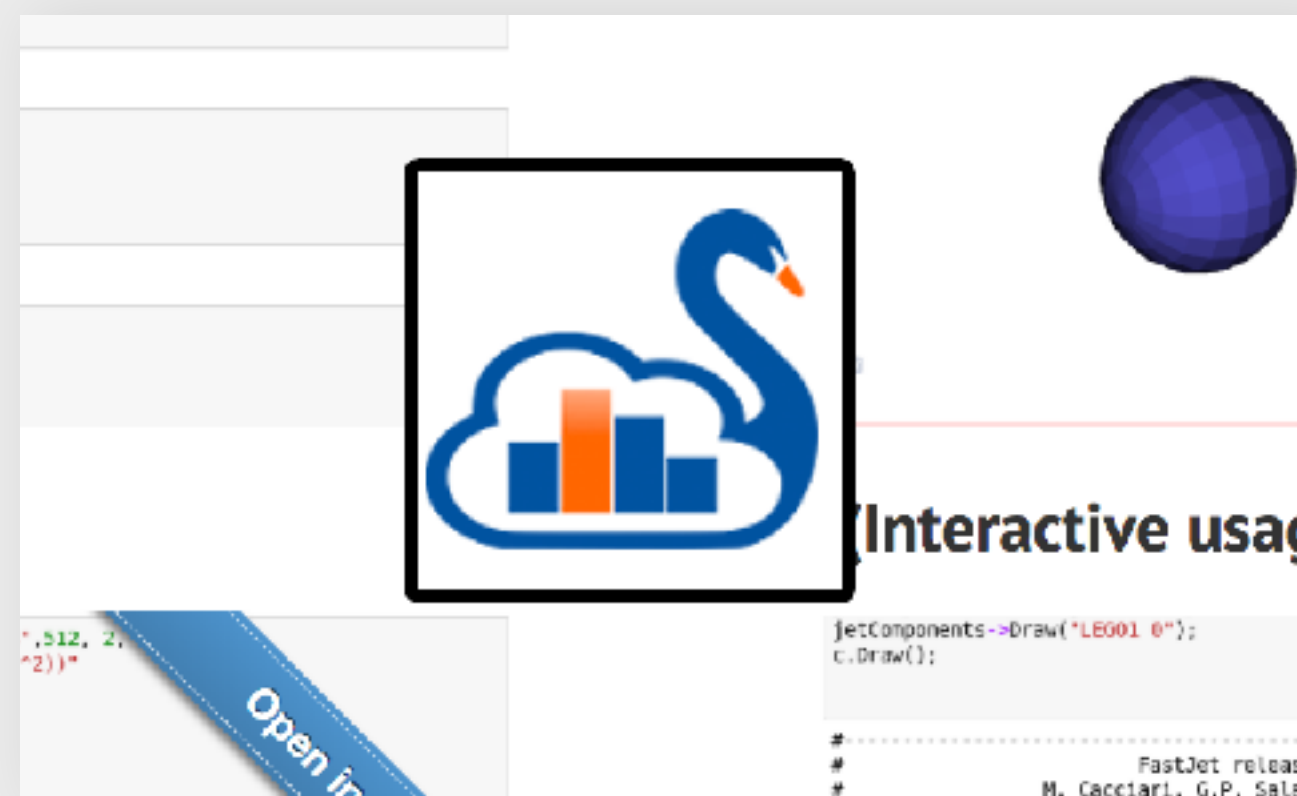 (Interactive usag
",512, 2,
^2))"
Open in
jetComponents->Draw("LEGO1 0");
c.Draw();
#----------------------------------------
# FastJet releas
# M. Cacciari, G.P. Sala